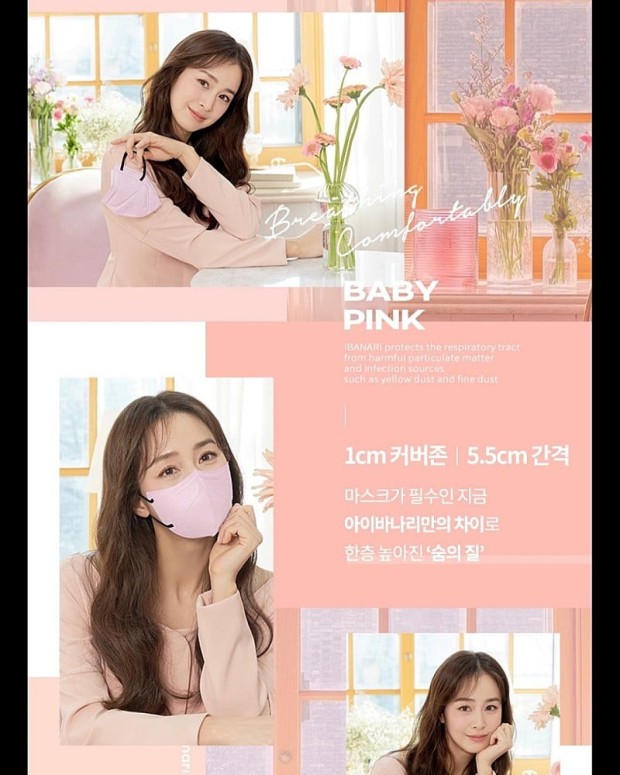 Breathing
Comfortably
BABY
PINK
IBANARI protects the respiratory tract
from harmful particulate matter
and infection sources
such as yellow dust and fine dust
1cm 커버존 | 5.5cm 간격
마스크가 필수인 지금
아이바나리만의 차이로
한층 높아진 ‘숨의 질’